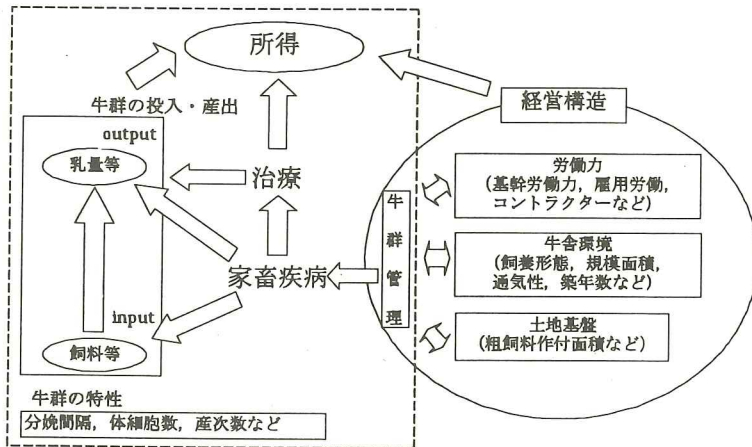 所得
経営構造
牛群の投入・産出
output
乳量等
治療
労働力
(基幹労働力, 雇用労働,
コントラクターなど)
牛群管理
牛舎環境
(飼養形態, 規模面積,
通気性, 築年数など)
家畜疾病
input
飼料等
土地基盤
(粗飼料作付面積など)
牛群の特性
分娩間隔, 体細胞数, 産次数など